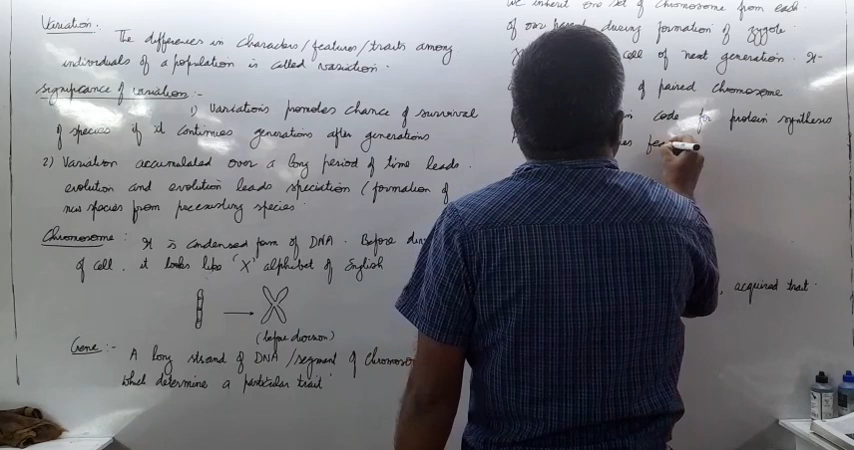 Variation:
The differences in characters/features/traits among
individuals of a population is called variation.
Significance of variation:-
1) Variations promotes chance of survival
of species if it continues generations after generations
2) Variation accumulated over a long period of time leads.
evolution and evolution leads speciation (formation of
new species from preexisting species
Chromosome: It is condensed form of DNA. Before
of cell. it looks like 'X' alphabet of English
(before division)
Gene:- A long strand of DNA/segment of
which determine a particular trait
We inherit one set of chromosome from each
of our during formation of zygote
cell of next generation. It-
of paired chromosome
code for protein synthesis
acquired trait.